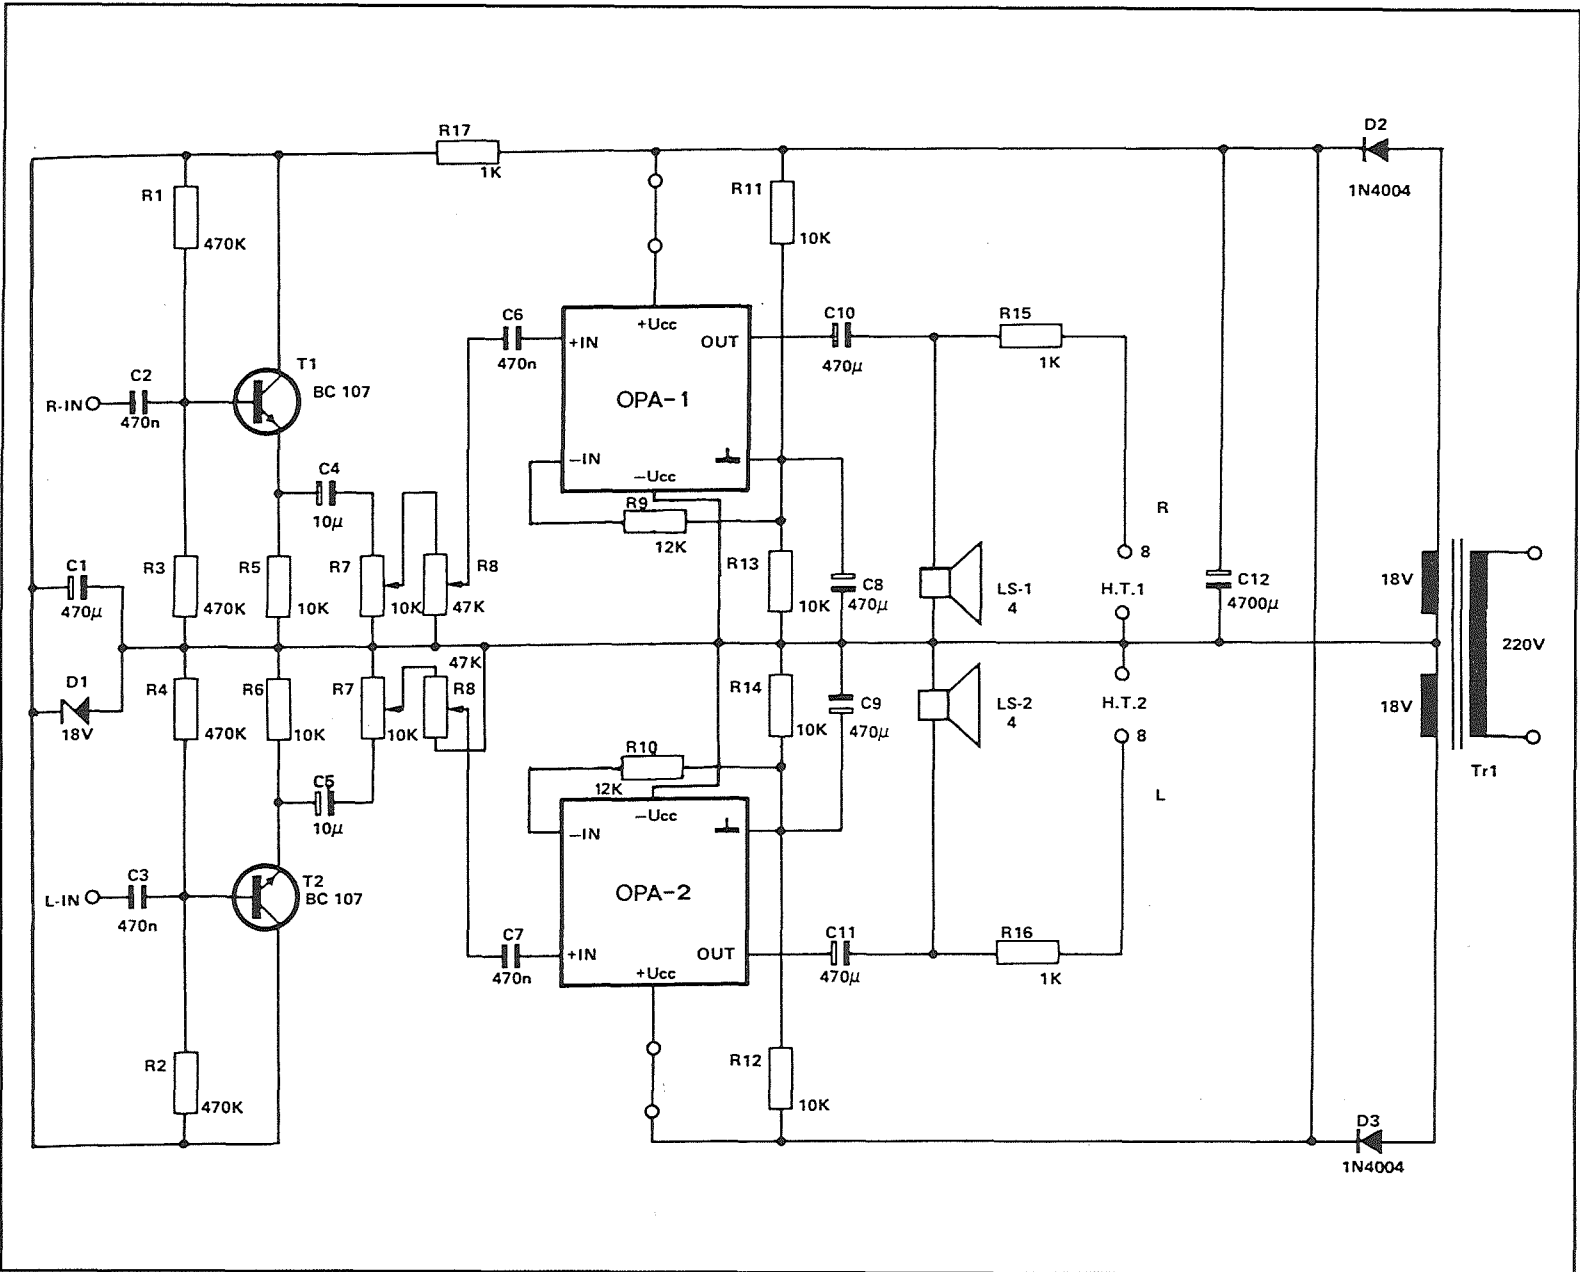 R17
1K
D2
1N4004
R1
470K
R11
10K
T1
BC 107
C2
R-IN
470n
C6
470n
+Ucc
+IN
OUT
OPA-1
-IN
-Ucc
C10
470µ
R15
1K
C4
10µ
R9
12K
R
8
C1
470µ
R3
470K
R5
10K
R7
10K
R8
47K
R13
10K
C8
470µ
LS-1
4
H.T.1
C12
4700µ
18V
220V
D1
18V
R4
470K
R6
10K
R7
10K
47K
R8
R14
10K
C9
470µ
LS-2
4
H.T.2
8
18V
Tr1
C5
10µ
R10
12K
L
-Ucc
-IN
OPA-2
+IN
OUT
+Ucc
T2
BC 107
C3
L-IN
470n
C7
470n
C11
470µ
R16
1K
R2
470K
R12
10K
D3
1N4004